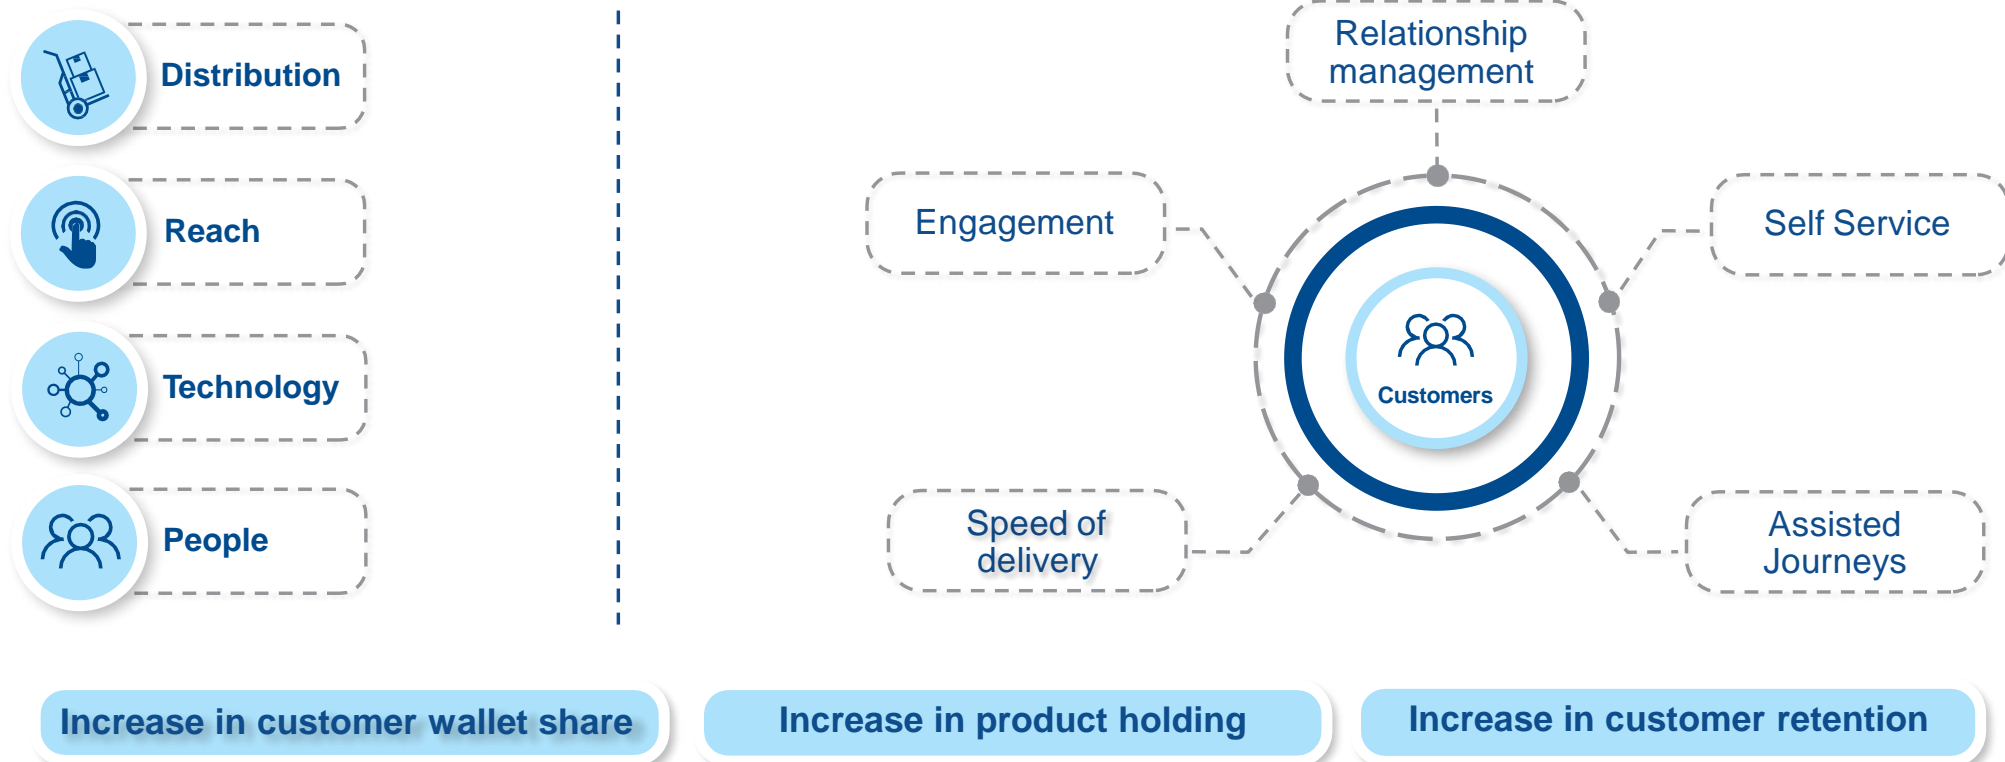 Distribution
Reach
Technology
People
Relationship
management
Engagement
Self Service
Customers
Speed of
delivery
Assisted
Journeys
Increase in customer wallet share
Increase in product holding
Increase in customer retention